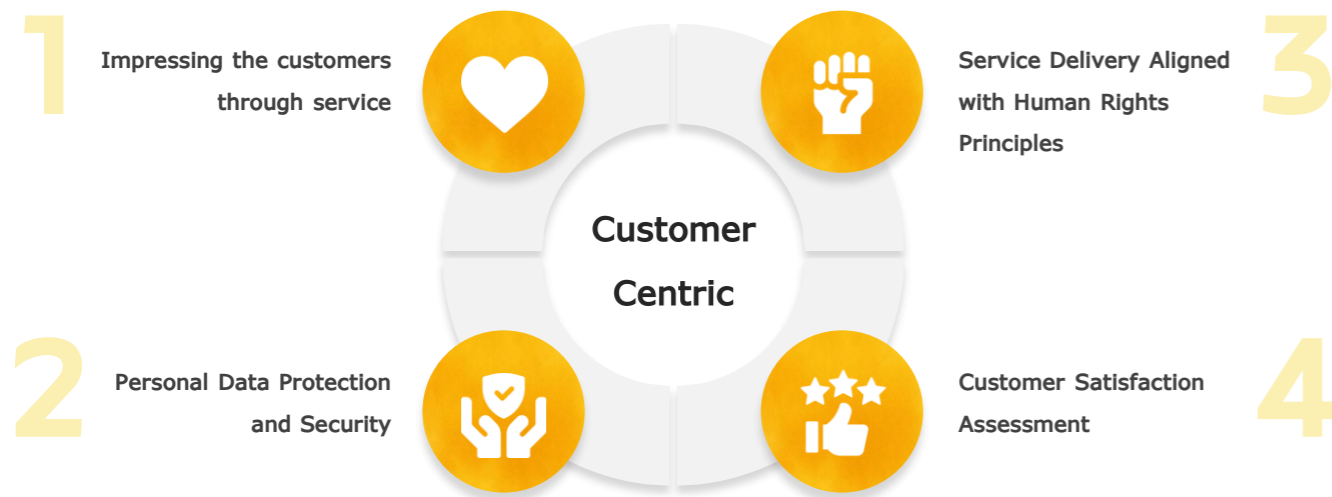 1
Impressing the customers
through service
2
Personal Data Protection
and Security
Customer
Centric
3
Service Delivery Aligned
with Human Rights
Principles
4
Customer Satisfaction
Assessment